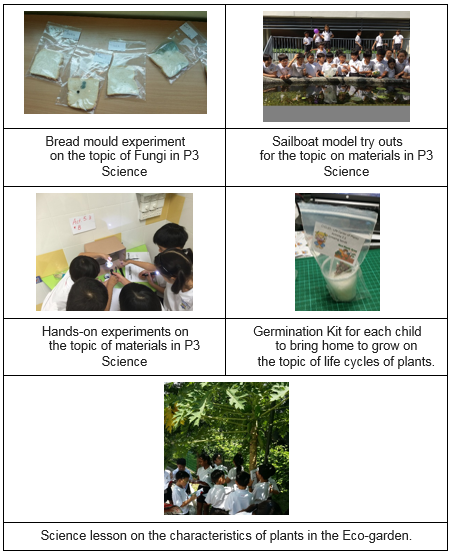 Bread mould experiment
on the topic of Fungi in P3
Science
Sailboat model try outs
for the topic on materials in P3
Science
Hands-on experiments on
the topic of materials in P3
Science
Germination Kit for each child
to bring home to grow on
the topic of life cycles of plants.
Science lesson on the characteristics of plants in the Eco-garden.